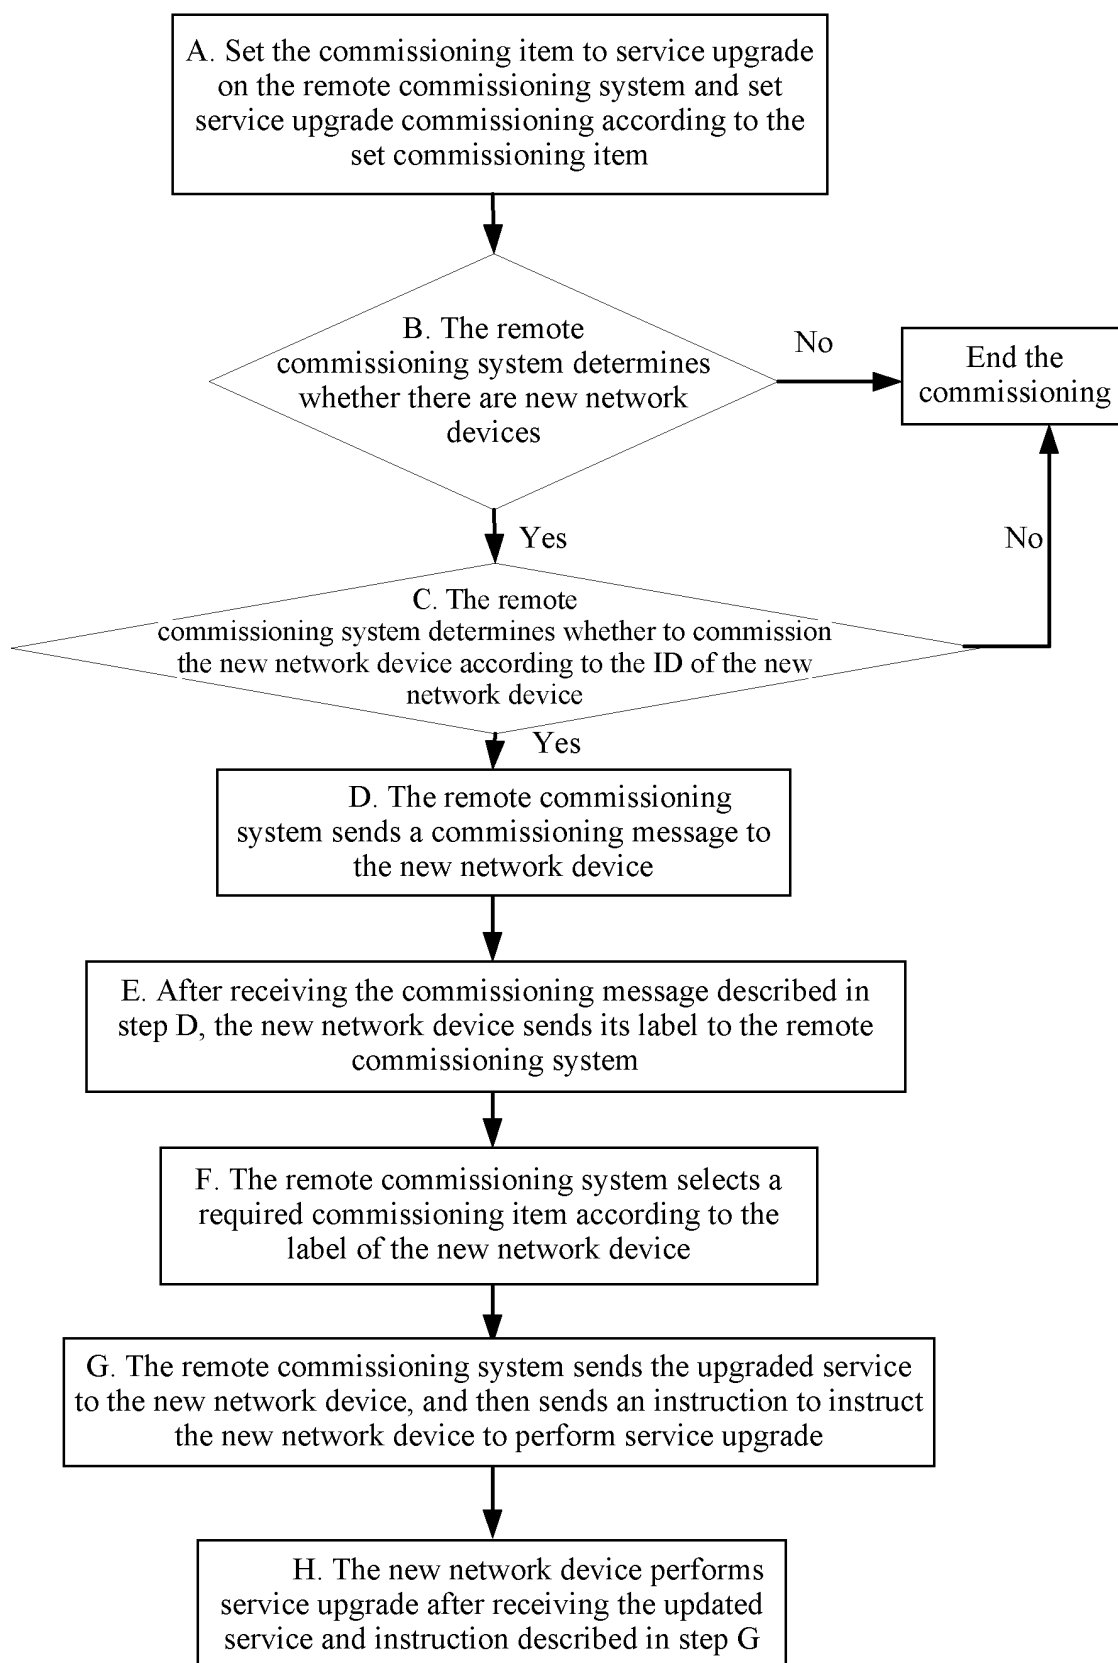 A. Set the commissioning item to service upgrade
on the remote commissioning system and set
service upgrade commissioning according to the
set commissioning item
B. The remote
commissioning system determines
whether there are new network
devices
No
End the
commissioning
Yes
No
C. The remote
commissioning system determines whether to commission
the new network device according to the ID of the new
network device
Yes
D. The remote commissioning
system sends a commissioning message to
the new network device
E. After receiving the commissioning message described in
step D, the new network device sends its label to the remote
commissioning system
F. The remote commissioning system selects a
required commissioning item according to the
label of the new network device
G. The remote commissioning system sends the upgraded service
to the new network device, and then sends an instruction to instruct
the new network device to perform service upgrade
H. The new network device performs
service upgrade after receiving the updated
service and instruction described in step G